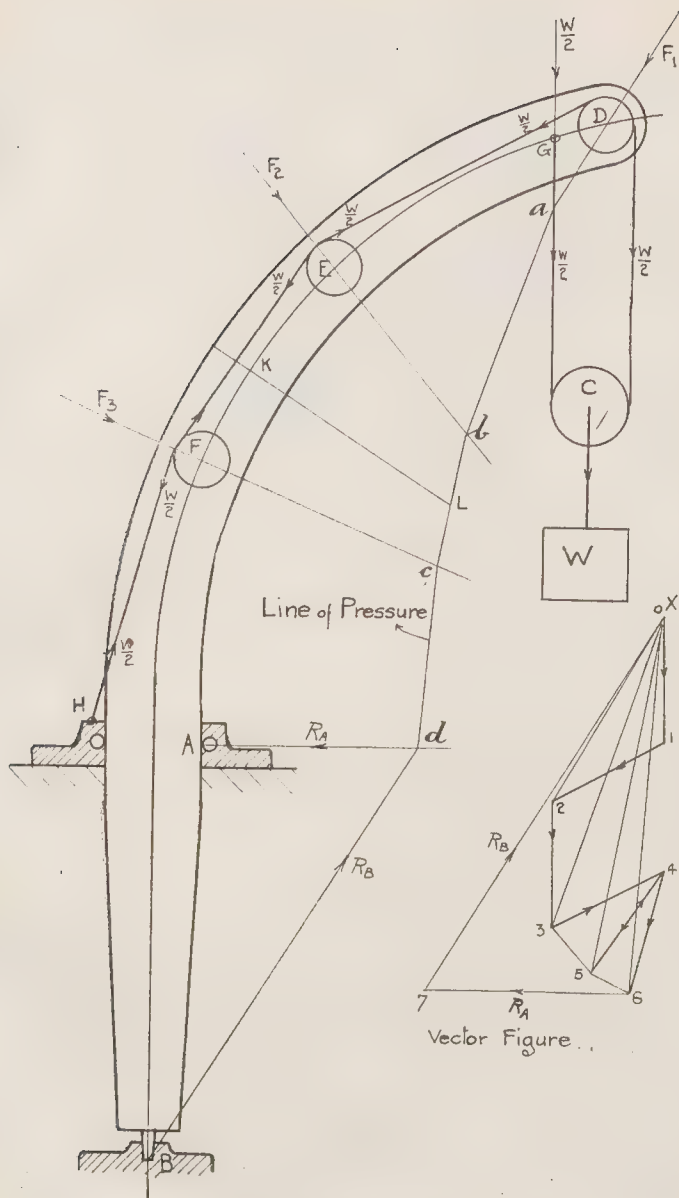 W/2
F1
D
W/2
G
F2
a
W/2
W/2
W/2
E
W/2
C
K
F3
b
F
L
W/2
c
W
Line of Pressure
X
W/2
H
RA
A
d
1
2
RB
RB
4
3
5
7
6
RA
Vector Figure.
B